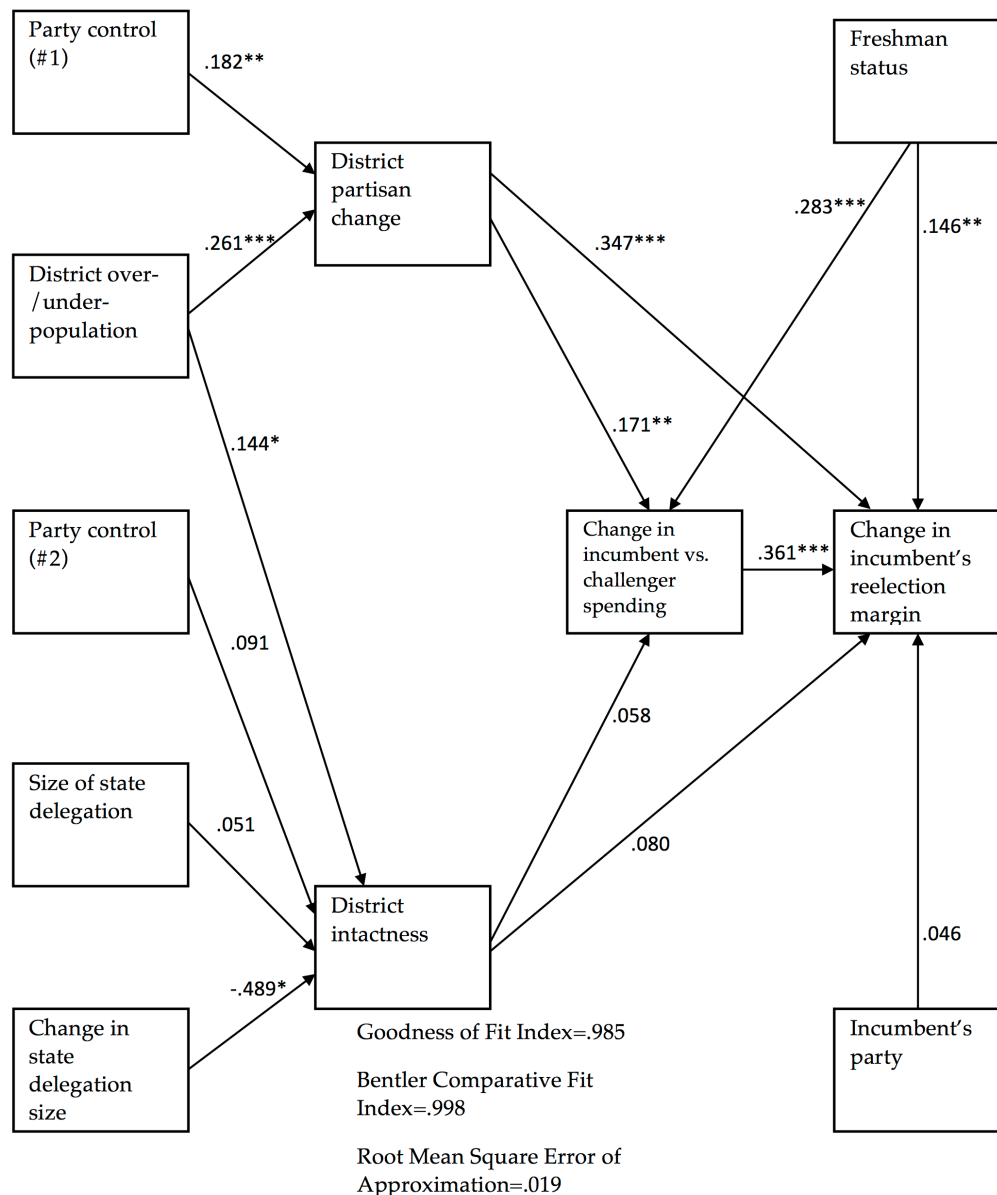 Party control
(#1)
.182**
Freshman
status
District
partisan
change
.283***
.146**
.347***
.261***
District over-
/under-
population
.171**
.144*
Party control
(#2)
Change in
incumbent vs.
challenger
spending
.361***
Change in
incumbent's
reelection
margin
.091
.058
Size of state
delegation
.051
.080
District
intactness
.046
-.489*
Change in
state
delegation
size
Incumbent's
party
Goodness of Fit Index=.985
Bentler Comparative Fit
Index=.998
Root Mean Square Error of
Approximation=.019